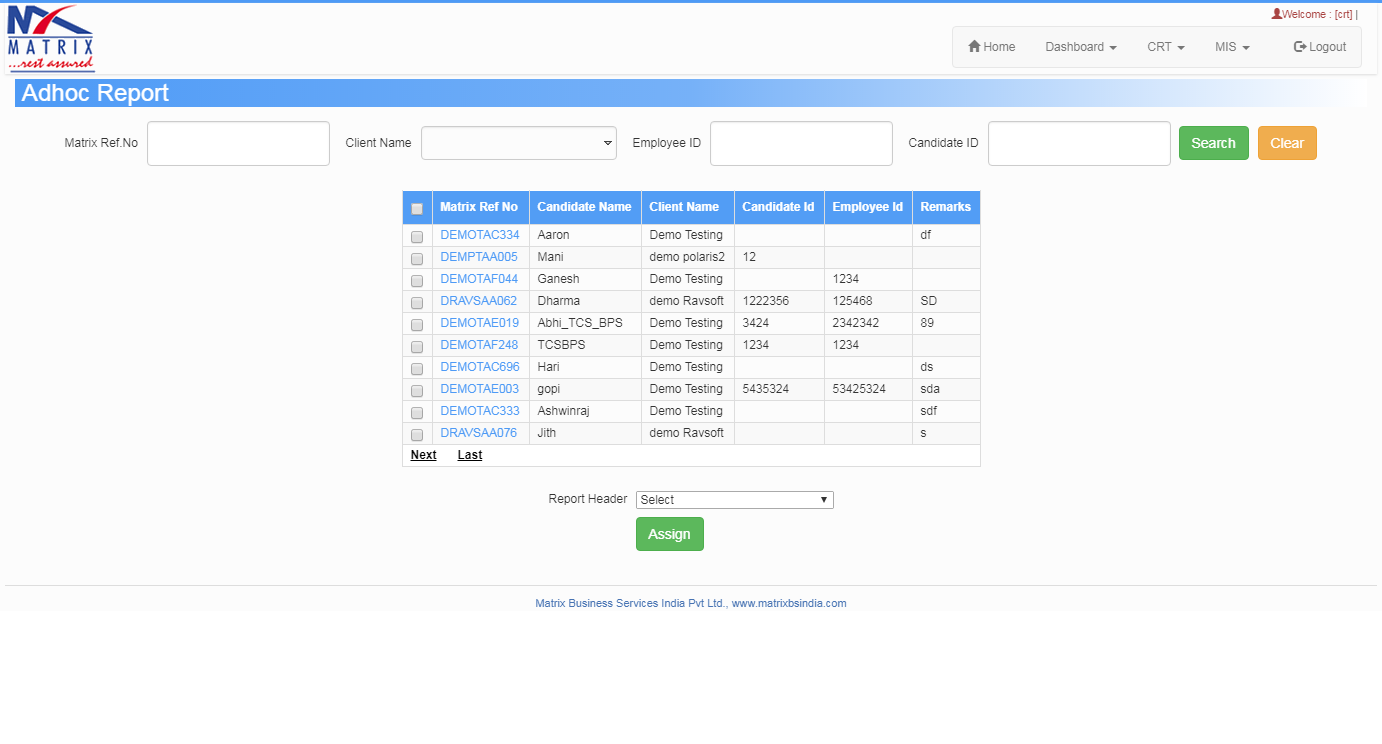 Welcome : [crt] |
MATRIX
...rest assured
Home Dashboard CRT MIS Logout
Adhoc Report
Matrix Ref.No Client Name Employee ID Candidate ID Search Clear
Matrix Ref No Candidate Name Client Name Candidate Id Employee Id Remarks
DEMOTAC334 Aaron Demo Testing df
DEMPTAA005 Mani demo polaris2 12
DEMOTAF044 Ganesh Demo Testing 1234
DRAVSAA062 Dharma demo Ravsoft 1222356 125468 SD
DEMOTAE019 Abhi_TCS_BPS Demo Testing 3424 2342342 89
DEMOTAF248 TCSBPS Demo Testing 1234 1234
DEMOTAC696 Hari Demo Testing ds
DEMOTAE003 gopi Demo Testing 5435324 53425324 sda
DEMOTAC333 Ashwinraj Demo Testing sdf
DRAVSAA076 Jith demo Ravsoft s
Next Last
Report Header Select
Assign
Matrix Business Services India Pvt Ltd., www.matrixbsindia.com